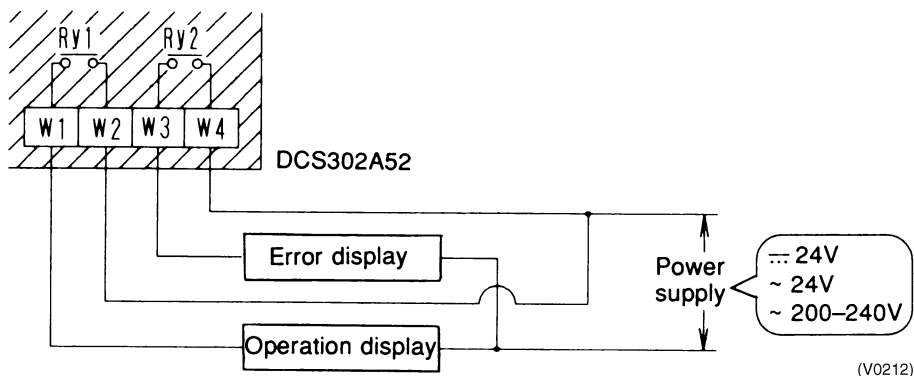 Ry1 Ry2
W1 W2 W3 W4
DCS302A52
Error display
Operation display
Power
supply
⎓ 24V
~ 24V
~ 200–240V
(V0212)